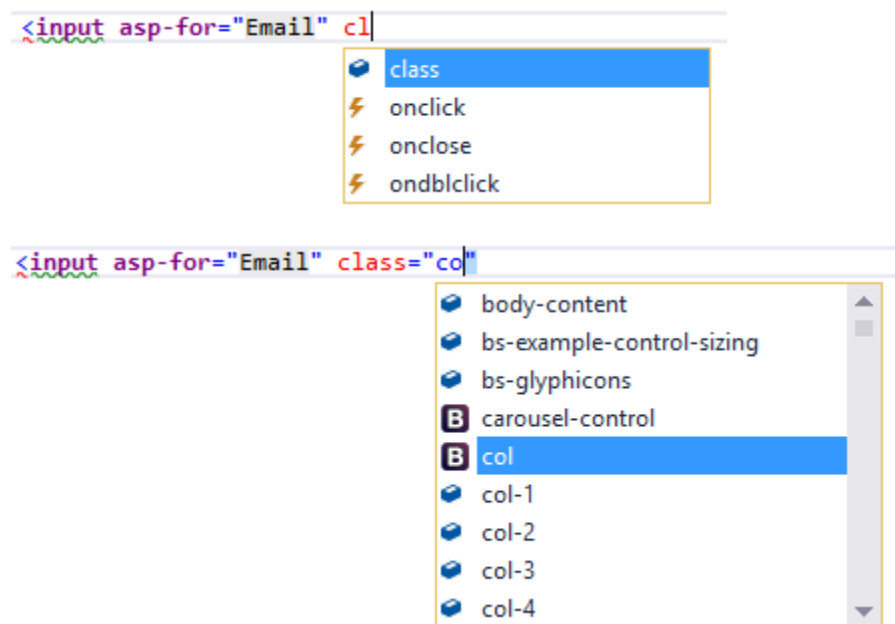 <input asp-for="Email" cl
class
onclick
onclose
ondblclick
<input asp-for="Email" class="co"
body-content
bs-example-control-sizing
bs-glyphicons
B carousel-control
B col
col-1
col-2
col-3
col-4